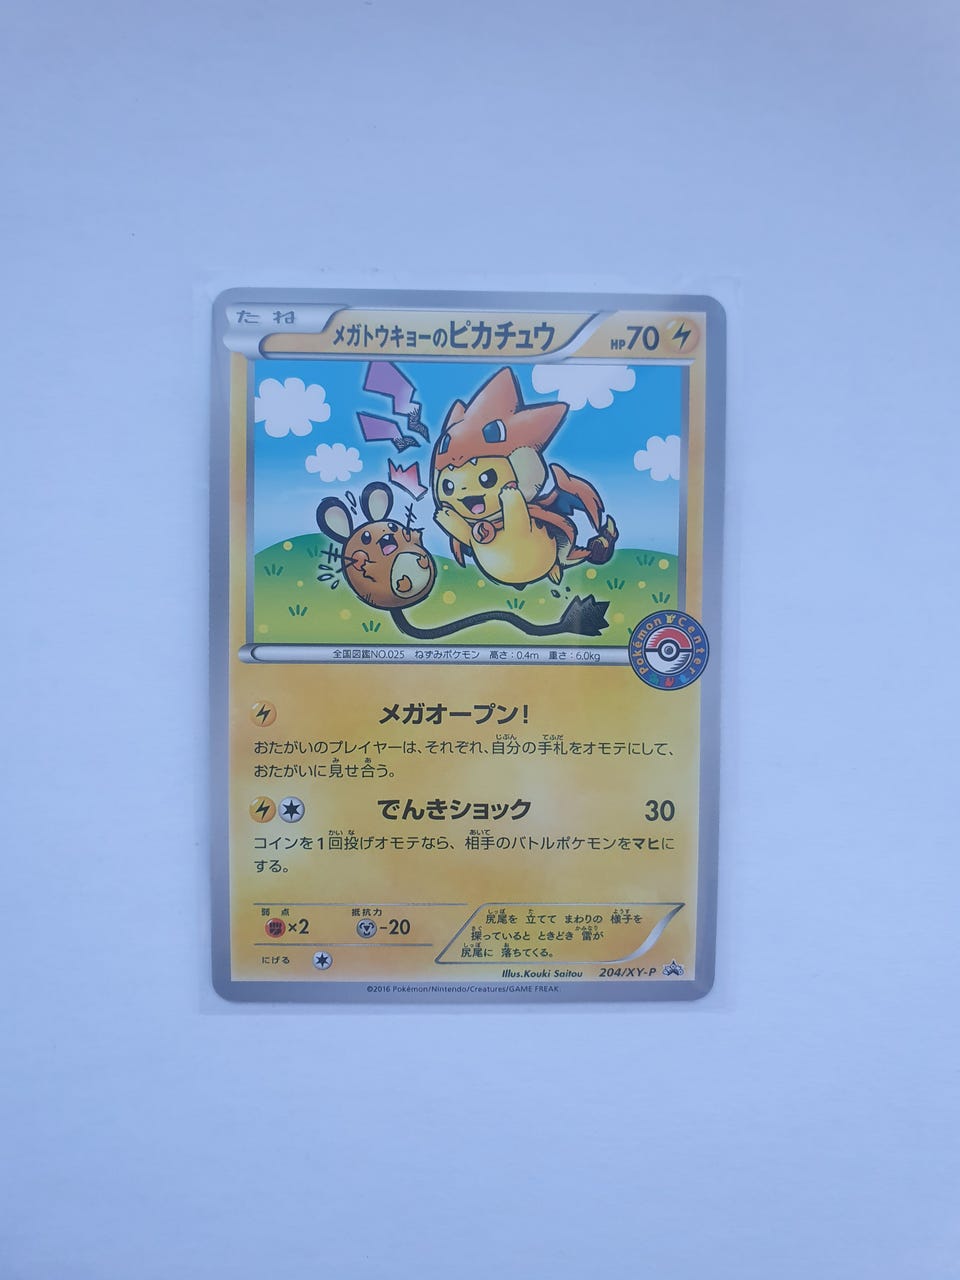 たね
メガトウキョーのピカチュウ
HP70
Pokémon Center
全国図鑑NO.025 ねずみポケモン 高さ:0.4m 重さ:6.0kg
メガオープン!
おたがいのプレイヤーは、それぞれ、自分の手札をオモテにして、
おたがいに見せ合う。
でんきショック 30
コインを1回投げオモテなら、相手のバトルポケモンをマヒに
する。
弱点 抵抗力
×2 -20
にげる
尻尾を 立てて まわりの 様子を
探っていると ときどき 雷が
尻尾に 落ちてくる。
Illus.Kouki Saitou 204/XY-P
©2016 Pokémon/Nintendo/Creatures/GAME FREAK.